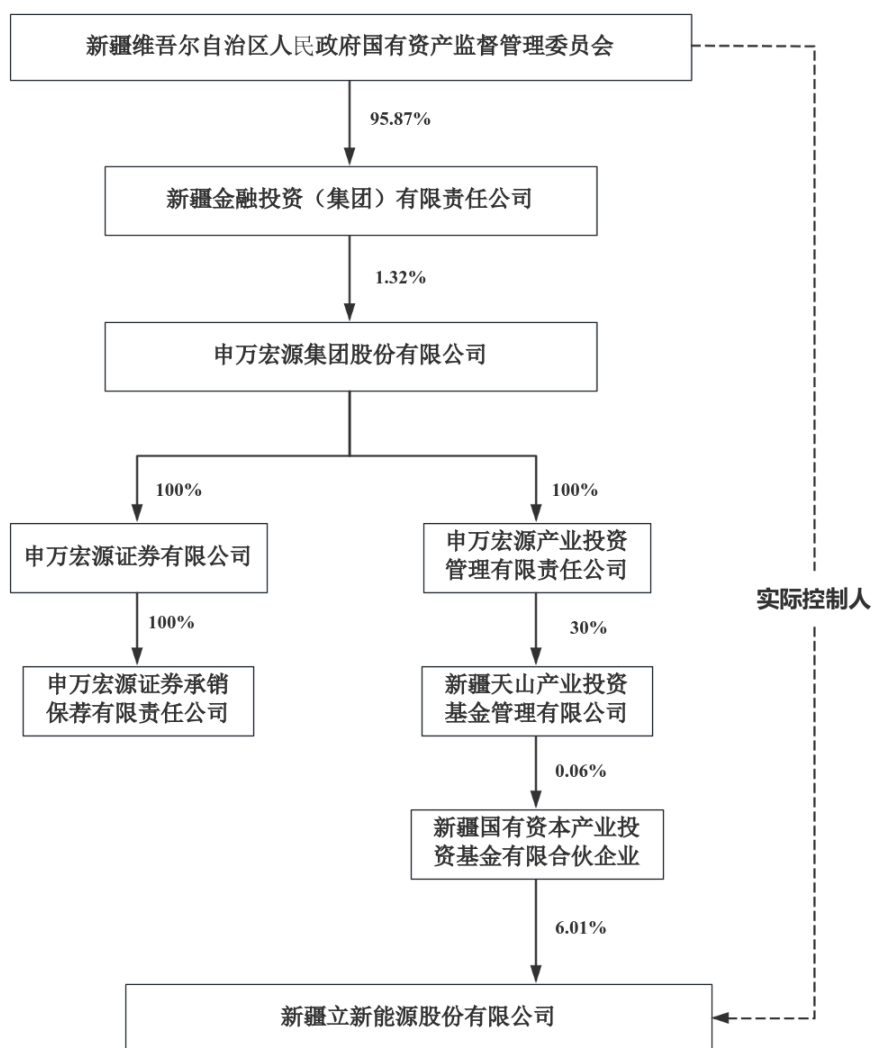 新疆维吾尔自治区人民政府国有资产监督管理委员会
95.87%
新疆金融投资（集团）有限责任公司
1.32%
申万宏源集团股份有限公司
100%
100%
申万宏源证券有限公司
申万宏源产业投资
管理有限责任公司
实际控制人
100%
30%
申万宏源证券承销
保荐有限责任公司
新疆天山产业投资
基金管理有限公司
0.06%
新疆国有资本产业投
资基金有限合伙企业
6.01%
新疆立新能源股份有限公司